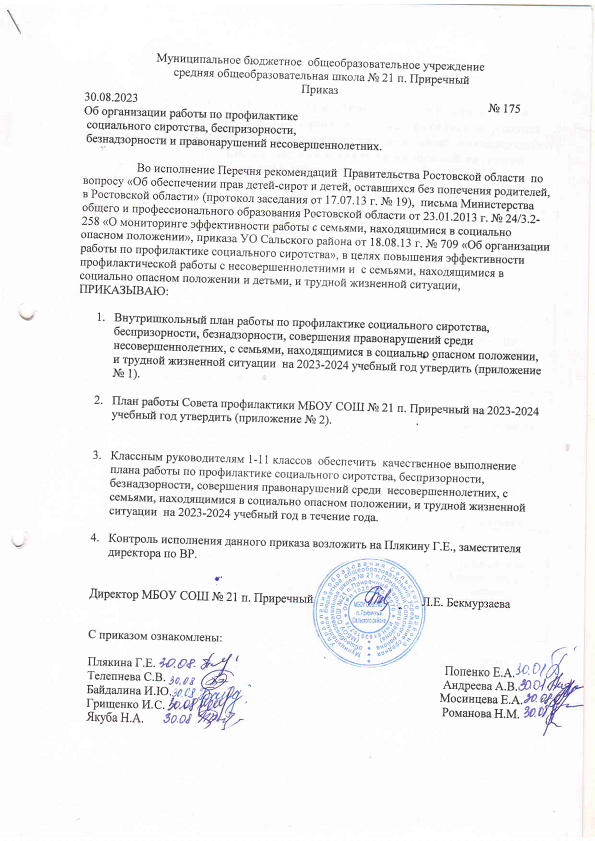 Муниципальное бюджетное общеобразовательное учреждение
средняя общеобразовательная школа № 21 п. Приречный
Приказ
30.08.2023 № 175
Об организации работы по профилактике
социального сиротства, беспризорности,
безнадзорности и правонарушений несовершеннолетних.
Во исполнение Перечня рекомендаций Правительства Ростовской области по
вопросу «Об обеспечении прав детей-сирот и детей, оставшихся без попечения родителей,
в Ростовской области» (протокол заседания от 17.07.13 г. № 19), письма Министерства
общего и профессионального образования Ростовской области от 23.01.2013 г. № 24/3.2-
258 «О мониторинге эффективности работы с семьями, находящимися в социально
опасном положении», приказа УО Сальского района от 18.08.13 г. № 709 «Об организации
работы по профилактике социального сиротства», в целях повышения эффективности
профилактической работы с несовершеннолетними и с семьями, находящимися в
социально опасном положении и детьми, и трудной жизненной ситуации,
ПРИКАЗЫВАЮ:
1. Внутришкольный план работы по профилактике социального сиротства,
беспризорности, безнадзорности, совершения правонарушений среди
несовершеннолетних, с семьями, находящимися в социально опасном положении,
и трудной жизненной ситуации на 2023-2024 учебный год утвердить (приложение
№ 1).
2. План работы Совета профилактики МБОУ СОШ № 21 п. Приречный на 2023-2024
учебный год утвердить (приложение № 2).
3. Классным руководителям 1-11 классов обеспечить качественное выполнение
плана работы по профилактике социального сиротства, беспризорности,
безнадзорности, совершения правонарушений среди несовершеннолетних, с
семьями, находящимися в социально опасном положении, и трудной жизненной
ситуации на 2023-2024 учебный год в течение года.
4. Контроль исполнения данного приказа возложить на Плякину Г.Е., заместителя
директора по ВР.
Директор МБОУ СОШ № 21 п. Приречный Л.Е. Бекмурзаева
МБОУ СОШ № 21
п. Приречный
Сальского района
С приказом ознакомлены:
Плякина Г.Е. 30.08.
Телепнева С.В. 30.08
Байдалина И.Ю. 30.08
Грищенко И.С. 30.08
Якуба Н.А. 30.08
Попенко Е.А. 30.01
Андреева А.В. 30.01
Мосинцева Е.А. 30.08
Романова Н.М. 30.08